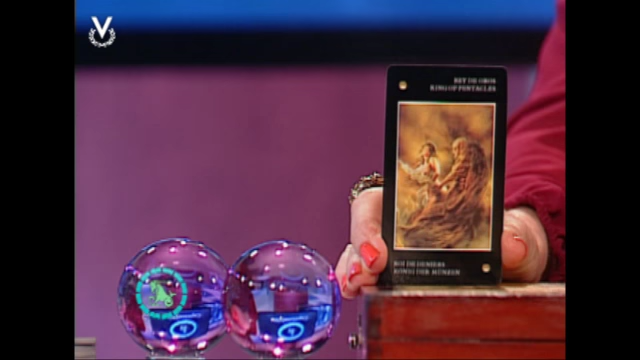 V
REY DE OROS
KING OF PENTACLES
ROI DE DENIERS
KÖNIG DER MÜNZEN